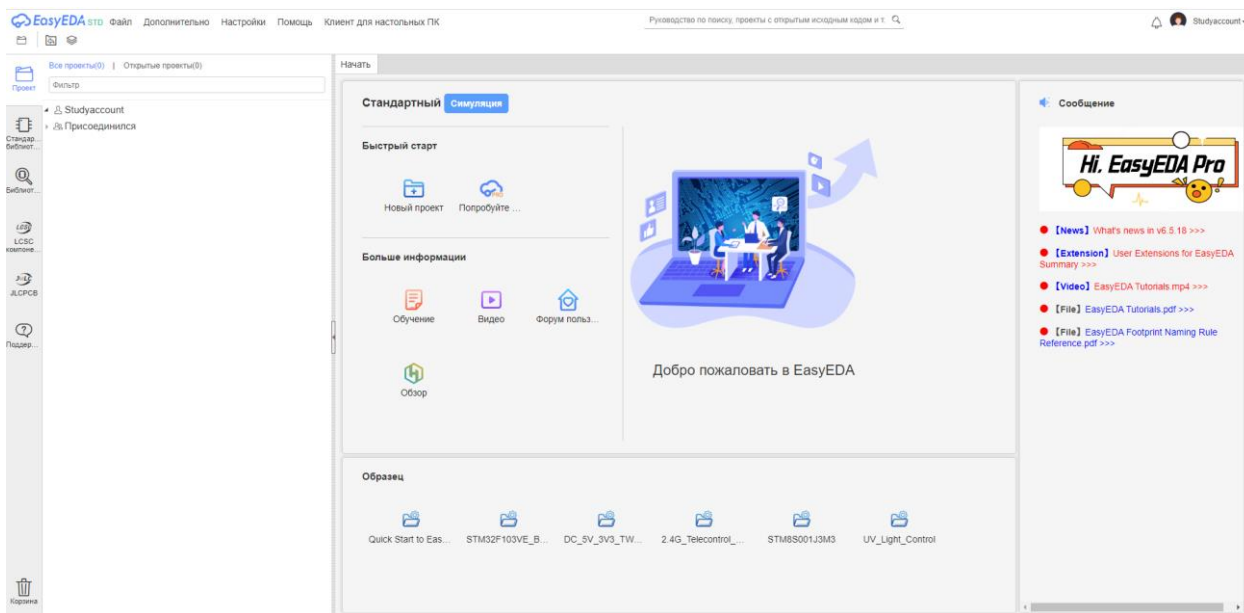 EasyEDA STD Файл Дополнительно Настройки Помощь Клиент для настольных ПК
Руководство по поиску, проекты с открытым исходным кодом и т.
Studyaccount
Все проекты(0) | Открытые проекты(0)
Фильтр
Studyaccount
Присоединился
Проект
Стандар...
библиот...
Библиот...
LCSC
LCSC
компоне...
JLCPCB
Поддер...
Корзина
Начать
Стандартный Симуляция
Быстрый старт
Новый проект Попробуйте ...
Больше информации
Обучение Видео Форум польз...
Обзор
Добро пожаловать в EasyEDA
Образец
Quick Start to Eas... STM32F103VE_B... DC_5V_3V3_TW... 2.4G_Telecontrol_... STM8S001J3M3 UV_Light_Control
Сообщение
Hi, EasyEDA Pro
【News】What's news in v6.5.18 >>>
【Extension】User Extensions for EasyEDA
Summary >>>
【Video】EasyEDA Tutorials.mp4 >>>
【File】EasyEDA Tutorials.pdf >>>
【File】EasyEDA Footprint Naming Rule
Reference.pdf >>>